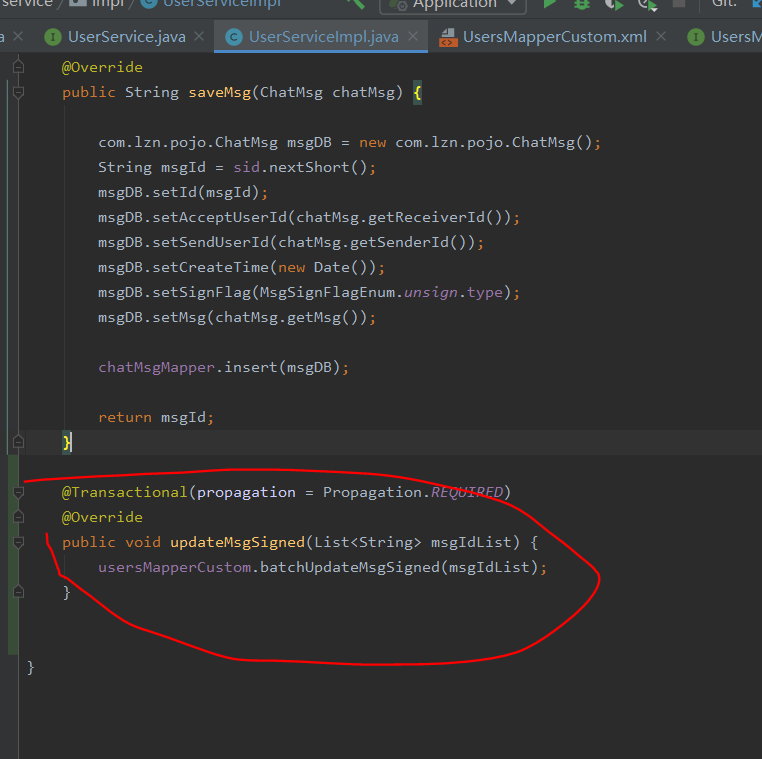 service
impl
UserServiceImpl
Application
Git:
a
UserService.java
UserServiceImpl.java
UsersMapperCustom.xml
UsersM
@Override
public String saveMsg(ChatMsg chatMsg) {
com.lzn.pojo.ChatMsg msgDB = new com.lzn.pojo.ChatMsg();
String msgId = sid.nextShort();
msgDB.setId(msgId);
msgDB.setAcceptUserId(chatMsg.getReceiverId());
msgDB.setSendUserId(chatMsg.getSenderId());
msgDB.setCreateTime(new Date());
msgDB.setSignFlag(MsgSignFlagEnum.unsign.type);
msgDB.setMsg(chatMsg.getMsg());
chatMsgMapper.insert(msgDB);
return msgId;
}
@Transactional(propagation = Propagation.REQUIRED)
@Override
public void updateMsgSigned(List<String> msgIdList) {
usersMapperCustom.batchUpdateMsgSigned(msgIdList);
}
}